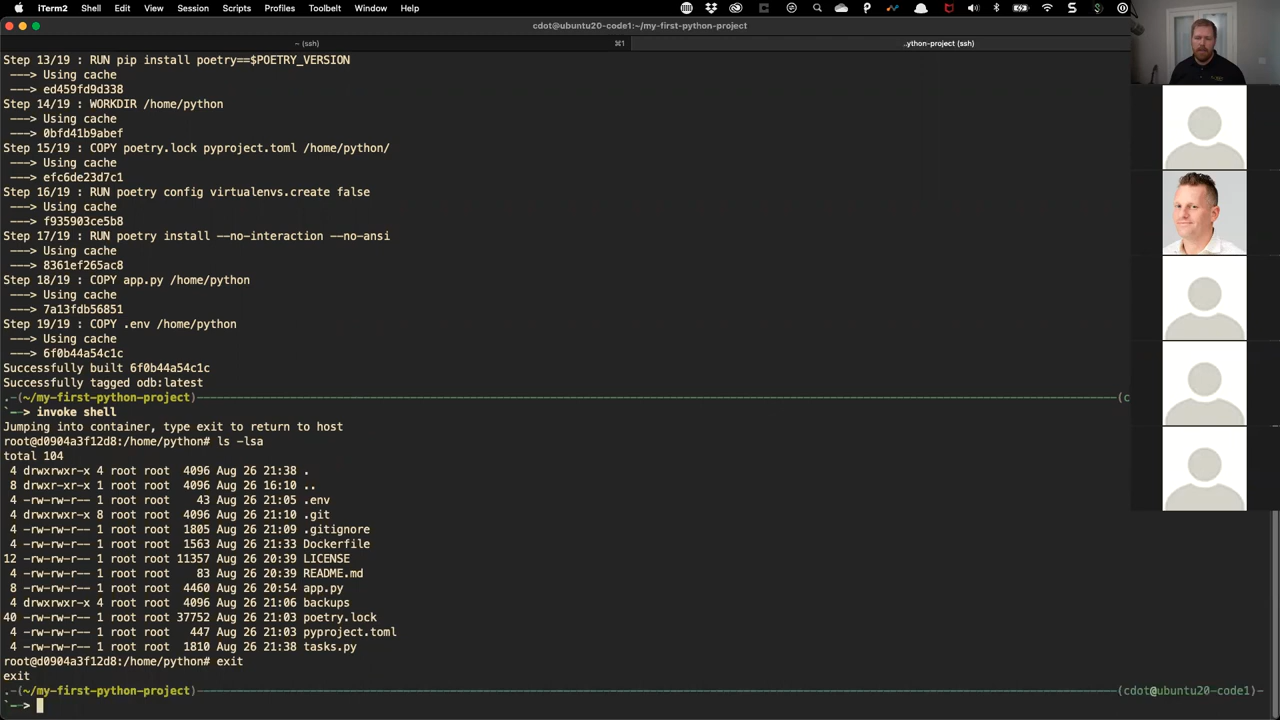 iTerm2 Shell Edit View Session Scripts Profiles Toolbelt Window Help
cdot@ubuntu20-code1:~/my-first-python-project
~ (ssh) ⌘1 ..ython-project (ssh)
Step 13/19 : RUN pip install poetry==$POETRY_VERSION
---> Using cache
---> ed459fd9d338
Step 14/19 : WORKDIR /home/python
---> Using cache
---> 0bfd41b9abef
Step 15/19 : COPY poetry.lock pyproject.toml /home/python/
---> Using cache
---> efc6de23d7c1
Step 16/19 : RUN poetry config virtualenvs.create false
---> Using cache
---> f935903ce5b8
Step 17/19 : RUN poetry install --no-interaction --no-ansi
---> Using cache
---> 8361ef265ac8
Step 18/19 : COPY app.py /home/python
---> Using cache
---> 7a13fdb56851
Step 19/19 : COPY .env /home/python
---> Using cache
---> 6f0b44a54c1c
Successfully built 6f0b44a54c1c
Successfully tagged odb:latest
.-(~/my-first-python-project)---(c
`--> invoke shell
Jumping into container, type exit to return to host
root@d0904a3f12d8:/home/python# ls -lsa
total 104
4 drwxrwxr-x 4 root root 4096 Aug 26 21:38 .
8 drwxr-xr-x 1 root root 4096 Aug 26 16:10 ..
4 -rw-rw-r-- 1 root root 43 Aug 26 21:05 .env
4 drwxrwxr-x 8 root root 4096 Aug 26 21:10 .git
4 -rw-rw-r-- 1 root root 1805 Aug 26 21:09 .gitignore
4 -rw-rw-r-- 1 root root 1563 Aug 26 21:33 Dockerfile
12 -rw-rw-r-- 1 root root 11357 Aug 26 20:39 LICENSE
4 -rw-rw-r-- 1 root root 83 Aug 26 20:39 README.md
8 -rw-rw-r-- 1 root root 4460 Aug 26 20:54 app.py
4 drwxrwxr-x 4 root root 4096 Aug 26 21:06 backups
40 -rw-rw-r-- 1 root root 37752 Aug 26 21:03 poetry.lock
4 -rw-rw-r-- 1 root root 447 Aug 26 21:03 pyproject.toml
4 -rw-rw-r-- 1 root root 1810 Aug 26 21:38 tasks.py
root@d0904a3f12d8:/home/python# exit
exit
.-(~/my-first-python-project)---(cdot@ubuntu20-code1)-
`-->